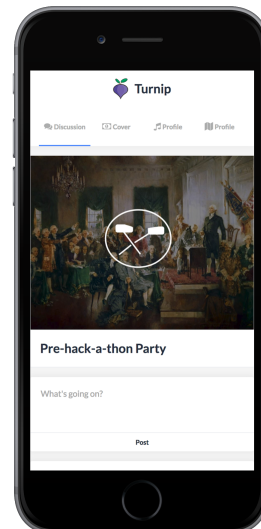 Turnip
Discussion Cover Profile Profile
Pre-hack-a-thon Party
What's going on?
Post